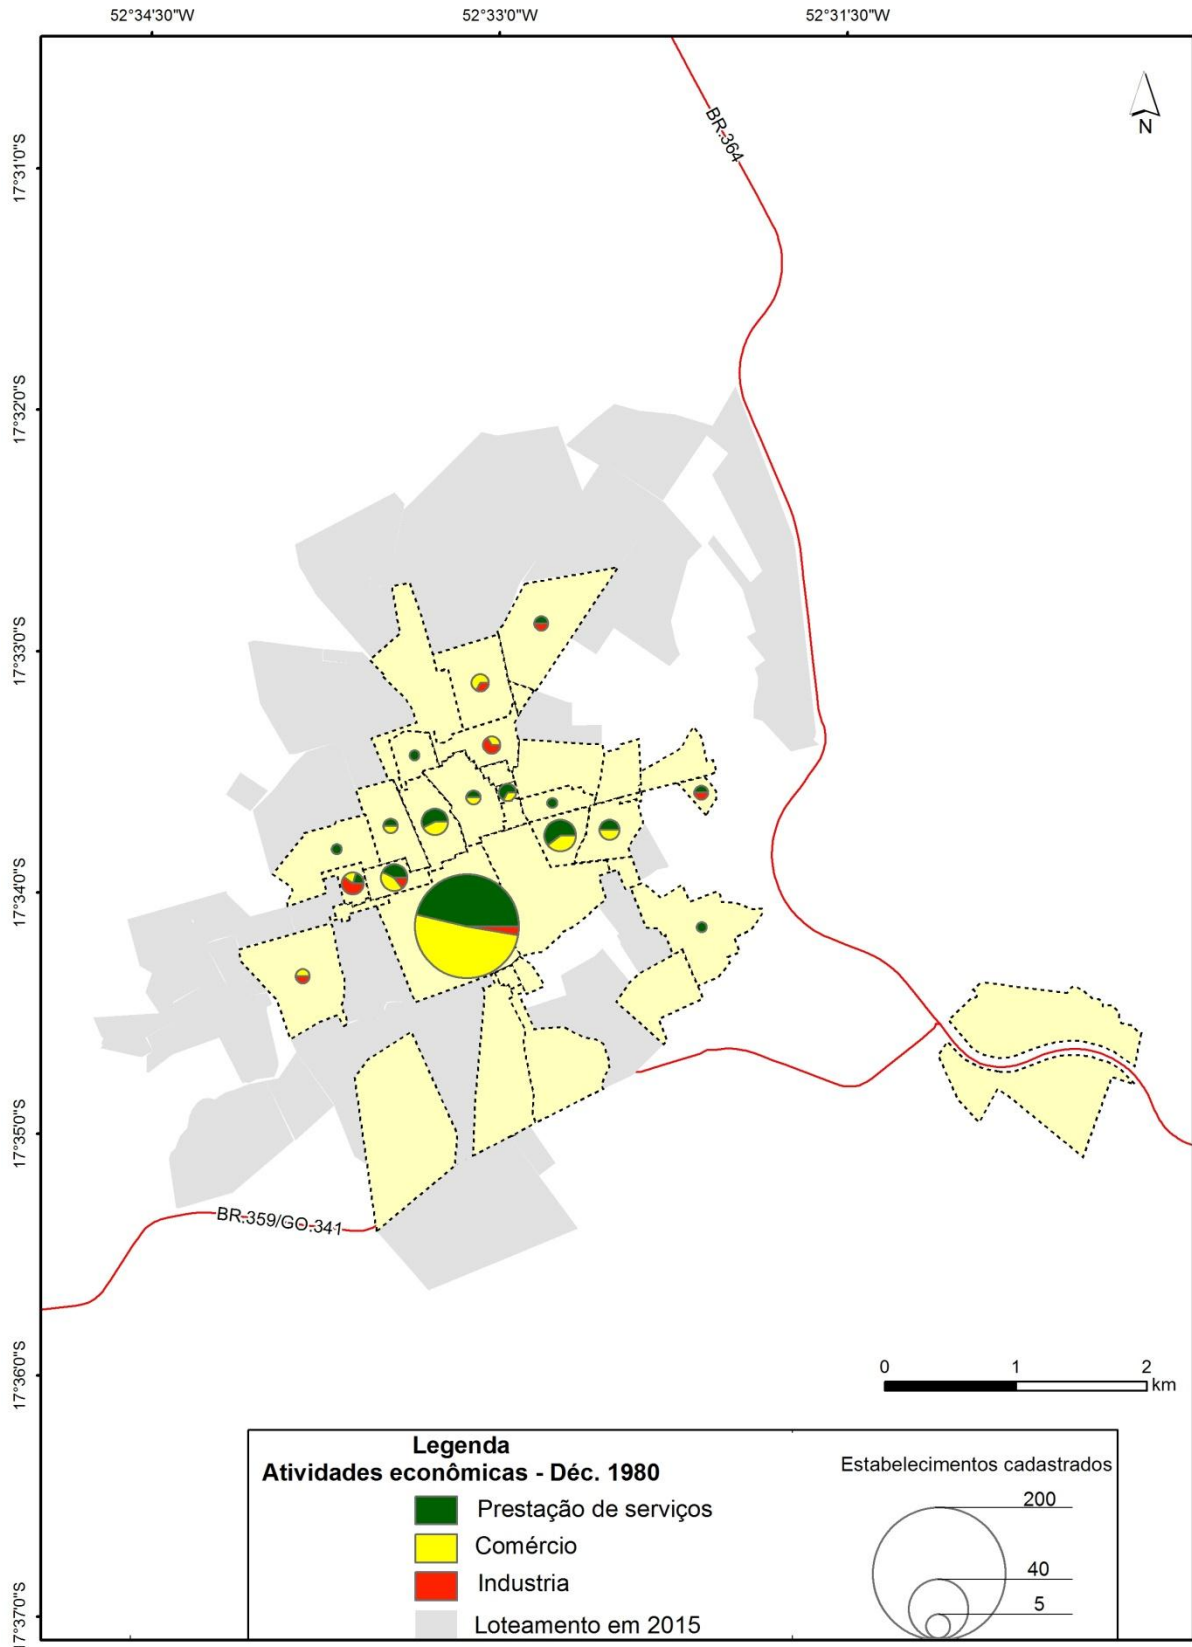 52°34'30"W 52°33'0"W 52°31'30"W
N
BR.364
17°31'0"S
17°32'0"S
17°33'0"S
17°34'0"S
17°35'0"S
BR.359/GO.341
17°36'0"S
0 1 2
km
17°37'0"S
Legenda
Atividades econômicas - Déc. 1980
Prestação de serviços
Comércio
Industria
Loteamento em 2015
Estabelecimentos cadastrados
200
40
5